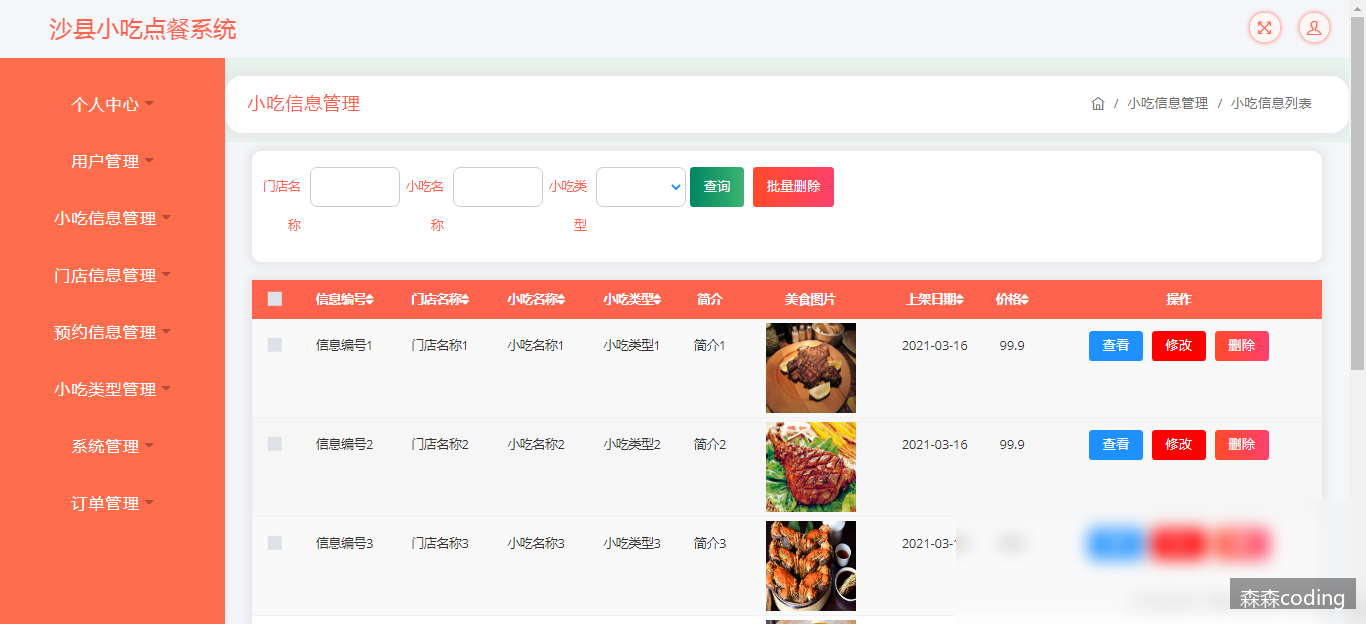 沙县小吃点餐系统
个人中心
用户管理
小吃信息管理
门店信息管理
预约信息管理
小吃类型管理
系统管理
订单管理
小吃信息管理
/ 小吃信息管理 / 小吃信息列表
门店名称
小吃名称
小吃类型
查询
批量删除
信息编号 门店名称 小吃名称 小吃类型 简介 美食图片 上架日期 价格 操作
信息编号1 门店名称1 小吃名称1 小吃类型1 简介1 2021-03-16 99.9 查看 修改 删除
信息编号2 门店名称2 小吃名称2 小吃类型2 简介2 2021-03-16 99.9 查看 修改 删除
信息编号3 门店名称3 小吃名称3 小吃类型3 简介3 2021-03-1
森森coding